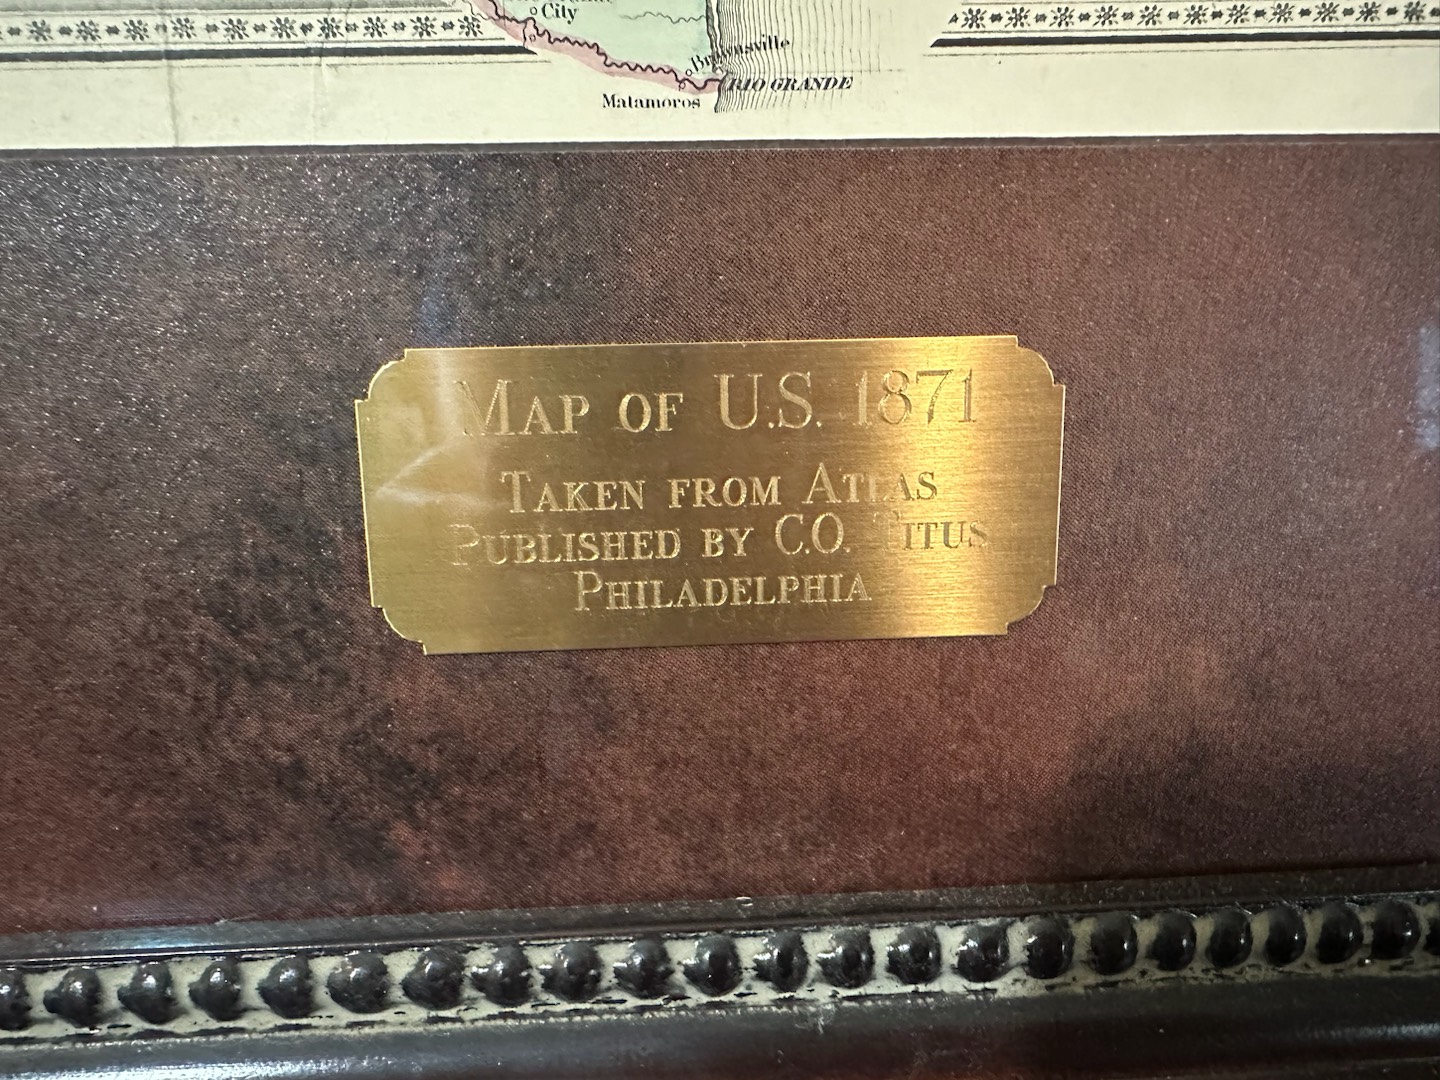 City
Brownsville
RIO GRANDE
Matamoros
MAP OF U.S. 1871
TAKEN FROM ATLAS
PUBLISHED BY C.O. TITUS
PHILADELPHIA